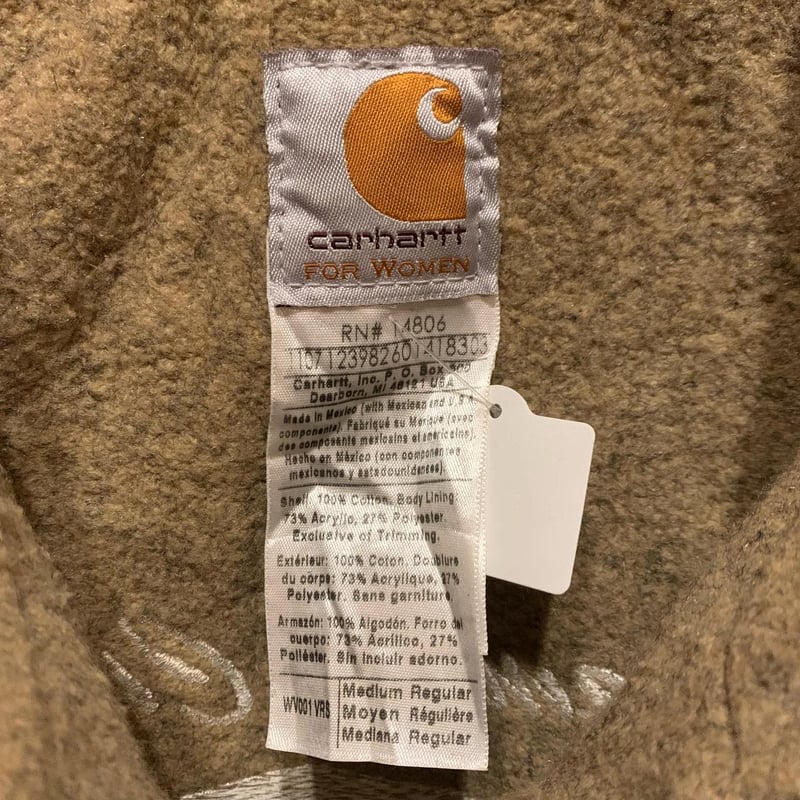 carhartt
FOR WOMEN
RN# 14806
1107123982601418303
Carhartt, Inc. P. O. Box
Dearborn, MI 48121 USA
Made in Mexico (with Mexican and U.S.A
components). Fabriqué au Mexique (avec
des composants mexicains et américains).
Hecho en México (con componentes
mexicanos y estadounidenses).
Shell: 100% Cotton. Body Lining:
73% Acrylic, 27% Polyester.
Exclusive of Trimming.
Extérieur: 100% Coton. Doublure
du corps: 73% Acrylique, 27%
Polyester. Sans garniture.
Armazón: 100% Algodón. Forro del
cuerpo: 73% Acrílico, 27%
Poliéster. Sin incluir adorno.
WV001 VRS
Medium Regular
Moyen Régulière
Mediana Regular